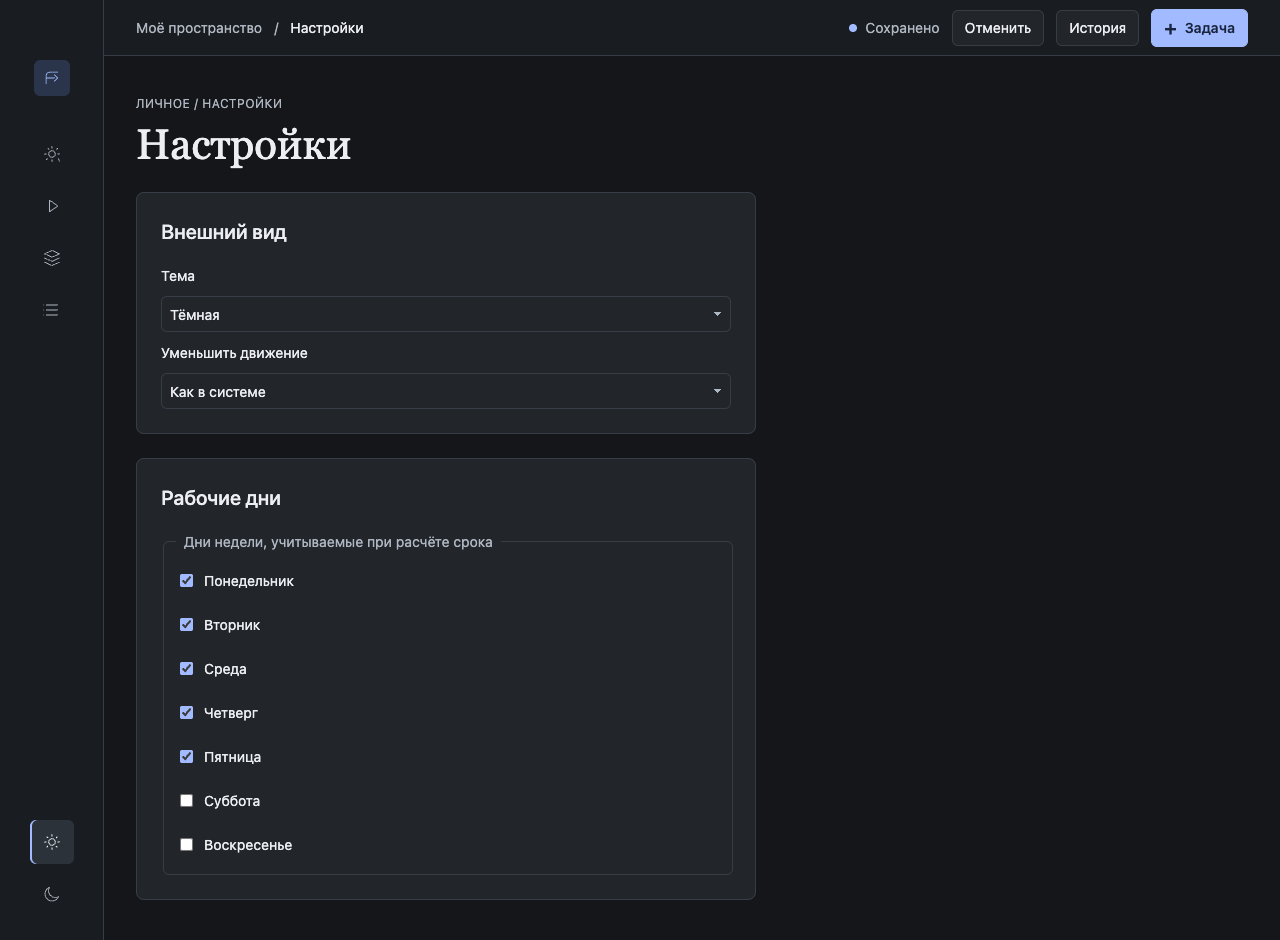 Моё пространство / Настройки
Сохранено
Отменить
История
+ Задача
ЛИЧНОЕ / НАСТРОЙКИ
Настройки
Внешний вид
Тема
Тёмная
Уменьшить движение
Как в системе
Рабочие дни
Дни недели, учитываемые при расчёте срока
Понедельник
Вторник
Среда
Четверг
Пятница
Суббота
Воскресенье